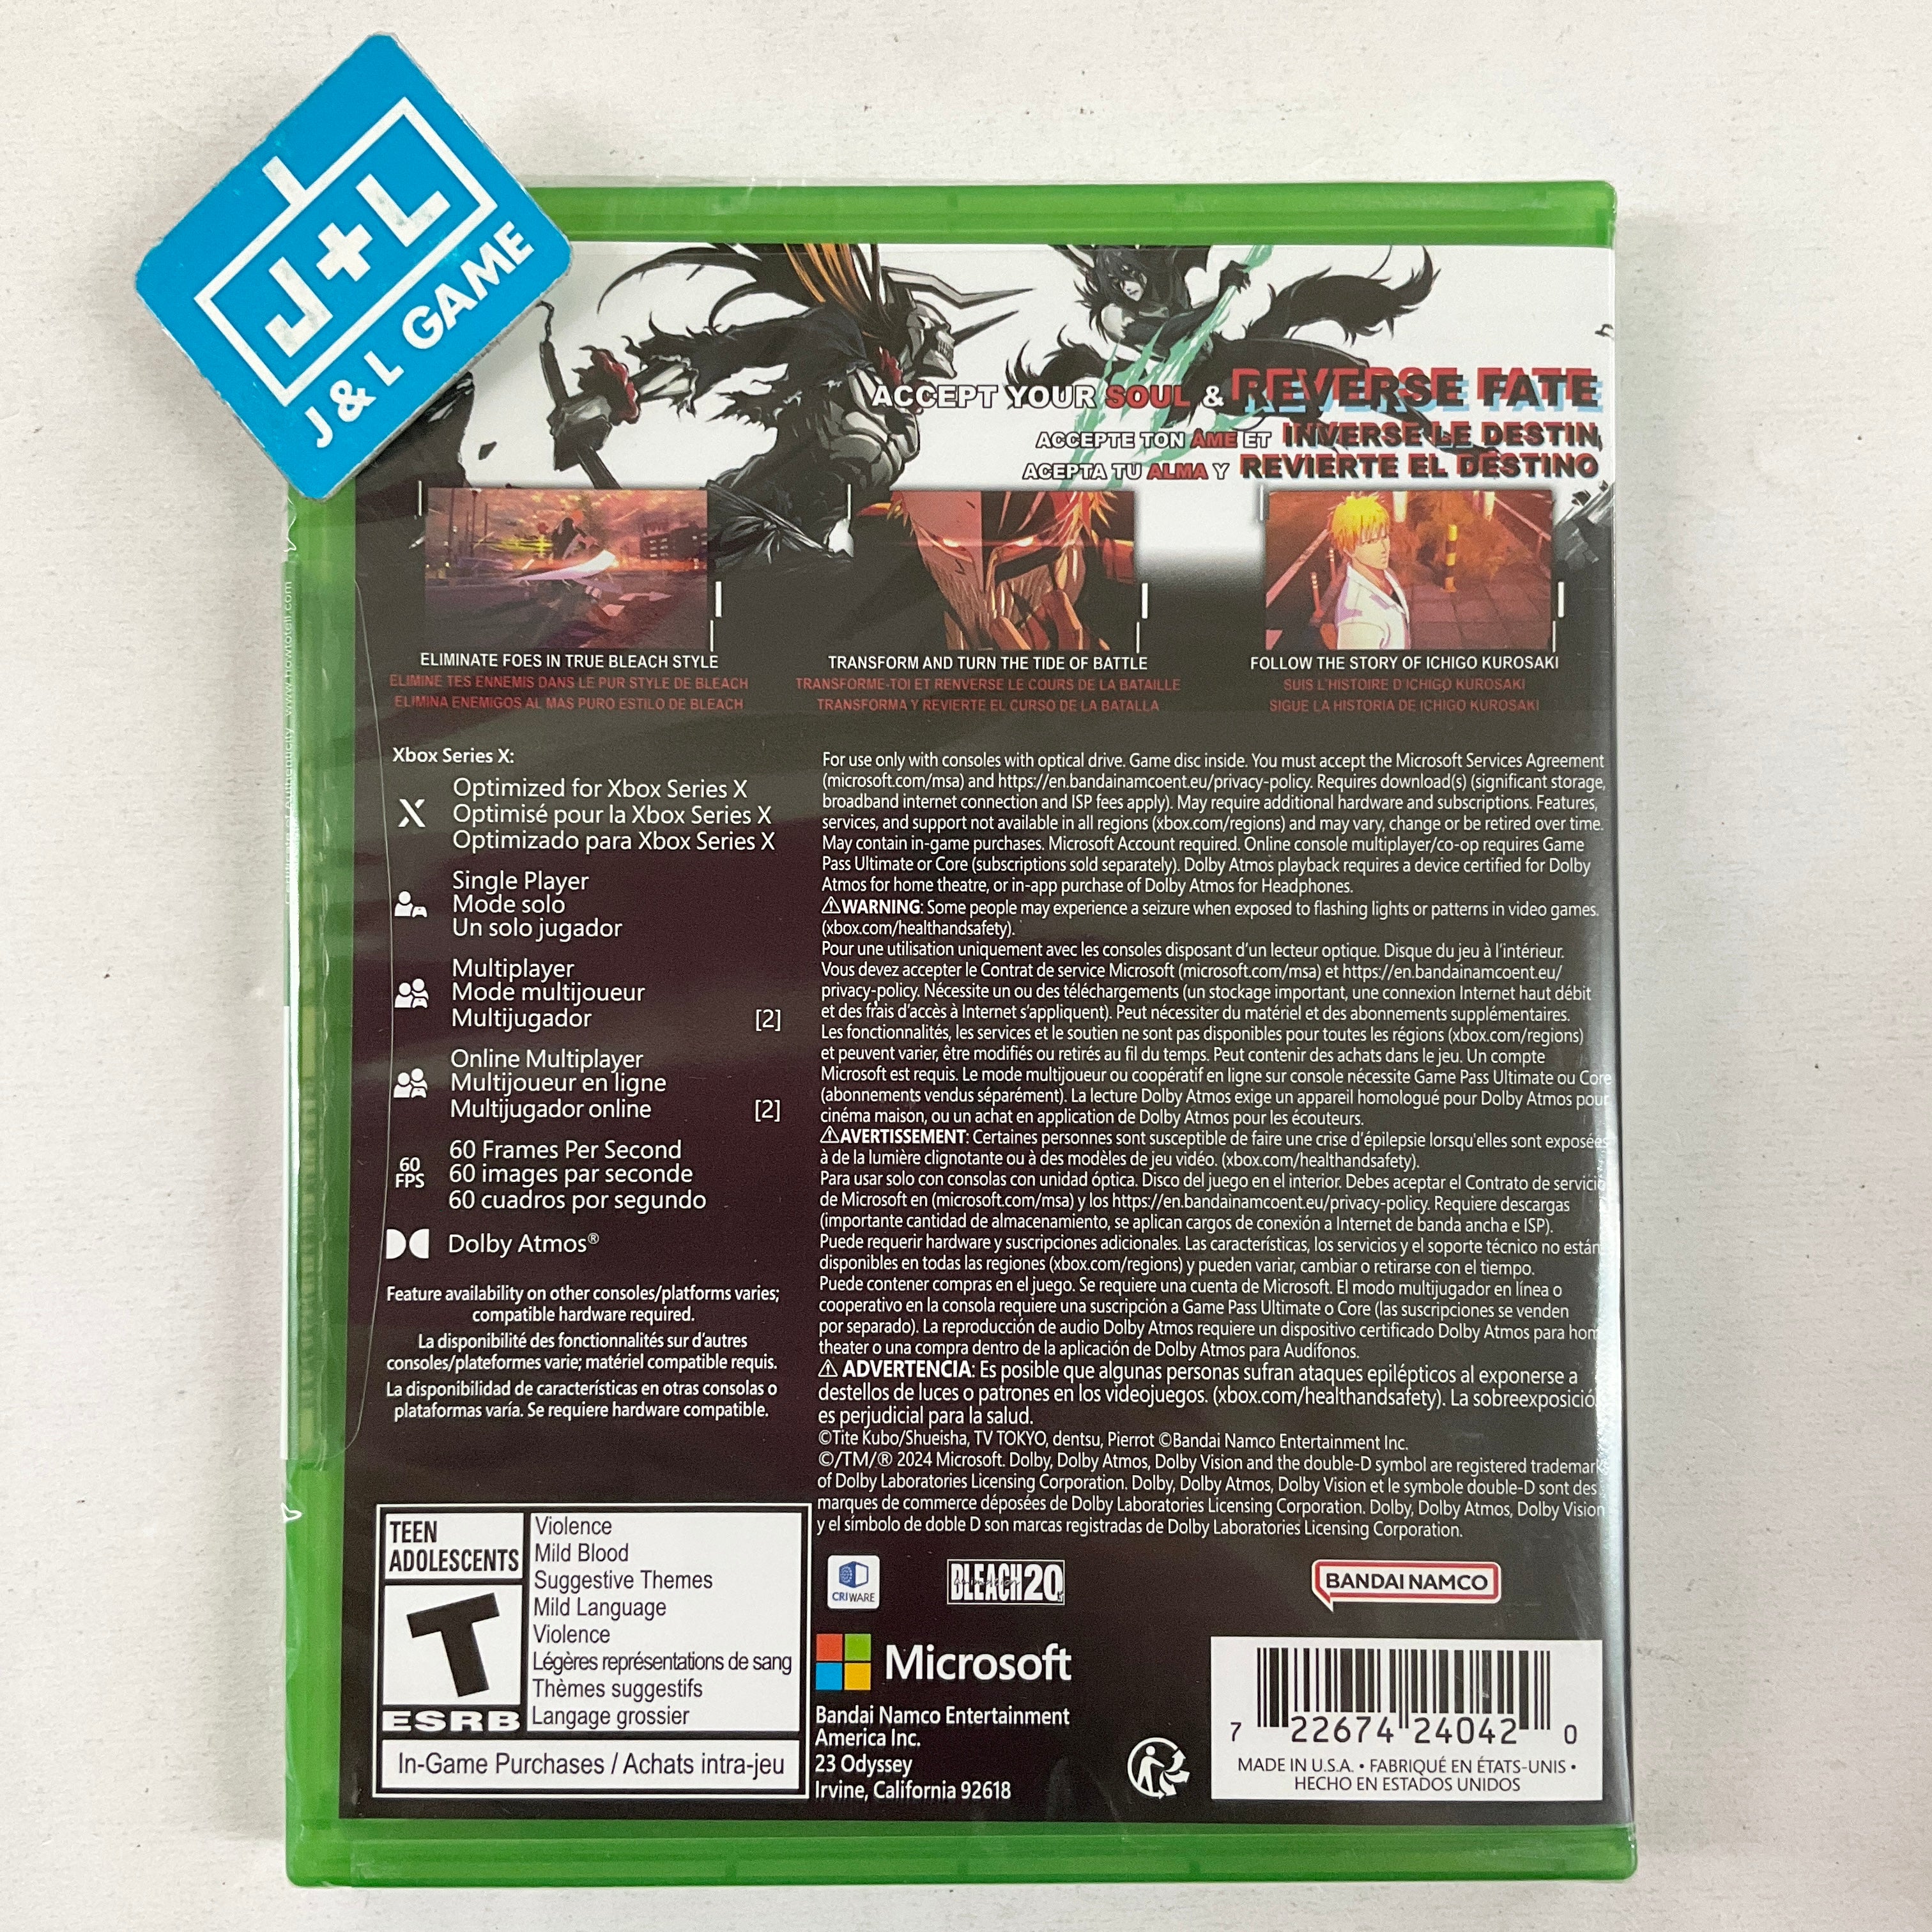 J+L
J & L GAME
ACCEPT YOUR SOUL & REVERSE FATE
ACCEPTE TON ÂME ET INVERSE LE DESTIN,
ACEPTA TU ALMA Y REVIERTE EL DESTINO
ELIMINATE FOES IN TRUE BLEACH STYLE
ELIMINE TES ENNEMIS DANS LE PUR STYLE DE BLEACH
ELIMINA ENEMIGOS AL MAS PURO ESTILO DE BLEACH
TRANSFORM AND TURN THE TIDE OF BATTLE
TRANSFORME-TOI ET RENVERSE LE COURS DE LA BATAILLE
TRANSFORMA Y REVIERTE EL CURSO DE LA BATALLA
FOLLOW THE STORY OF ICHIGO KUROSAKI
SUIS L'HISTOIRE D'ICHIGO KUROSAKI
SIGUE LA HISTORIA DE ICHIGO KUROSAKI
Xbox Series X:
Optimized for Xbox Series X
Optimisé pour la Xbox Series X
Optimizado para Xbox Series X
Single Player
Mode solo
Un solo jugador
Multiplayer
Mode multijoueur
Multijugador [2]
Online Multiplayer
Multijoueur en ligne
Multijugador online [2]
60 FPS
60 Frames Per Second
60 images par seconde
60 cuadros por segundo
Dolby Atmos®
Feature availability on other consoles/platforms varies;
compatible hardware required.
La disponibilité des fonctionnalités sur d'autres
consoles/plateformes varie; matériel compatible requis.
La disponibilidad de características en otras consolas o
plataformas varía. Se requiere hardware compatible.
For use only with consoles with optical drive. Game disc inside. You must accept the Microsoft Services Agreement
(microsoft.com/msa) and https://en.bandainamcoent.eu/privacy-policy. Requires download(s) (significant storage,
broadband internet connection and ISP fees apply). May require additional hardware and subscriptions. Features,
services, and support not available in all regions (xbox.com/regions) and may vary, change or be retired over time.
May contain in-game purchases. Microsoft Account required. Online console multiplayer/co-op requires Game
Pass Ultimate or Core (subscriptions sold separately). Dolby Atmos playback requires a device certified for Dolby
Atmos for home theatre, or in-app purchase of Dolby Atmos for Headphones.
⚠WARNING: Some people may experience a seizure when exposed to flashing lights or patterns in video games.
(xbox.com/healthandsafety).
Pour une utilisation uniquement avec les consoles disposant d'un lecteur optique. Disque du jeu à l'intérieur.
Vous devez accepter le Contrat de service Microsoft (microsoft.com/msa) et https://en.bandainamcoent.eu/
privacy-policy. Nécessite un ou des téléchargements (un stockage important, une connexion Internet haut débit
et des frais d'accès à Internet s'appliquent). Peut nécessiter du matériel et des abonnements supplémentaires.
Les fonctionnalités, les services et le soutien ne sont pas disponibles pour toutes les régions (xbox.com/regions)
et peuvent varier, être modifiés ou retirés au fil du temps. Peut contenir des achats dans le jeu. Un compte
Microsoft est requis. Le mode multijoueur ou coopératif en ligne sur console nécessite Game Pass Ultimate ou Core
(abonnements vendus séparément). La lecture Dolby Atmos exige un appareil homologué pour Dolby Atmos pour
cinéma maison, ou un achat en application de Dolby Atmos pour les écouteurs.
⚠AVERTISSEMENT: Certaines personnes sont susceptible de faire une crise d'épilepsie lorsqu'elles sont exposées
à de la lumière clignotante ou à des modèles de jeu vidéo. (xbox.com/healthandsafety).
Para usar solo con consolas con unidad óptica. Disco del juego en el interior. Debes aceptar el Contrato de servicio
de Microsoft en (microsoft.com/msa) y los https://en.bandainamcoent.eu/privacy-policy. Requiere descargas
(importante cantidad de almacenamiento, se aplican cargos de conexión a Internet de banda ancha e ISP).
Puede requerir hardware y suscripciones adicionales. Las características, los servicios y el soporte técnico no están
disponibles en todas las regiones (xbox.com/regions) y pueden variar, cambiar o retirarse con el tiempo.
Puede contener compras en el juego. Se requiere una cuenta de Microsoft. El modo multijugador en línea o
cooperativo en la consola requiere una suscripción a Game Pass Ultimate o Core (las suscripciones se venden
por separado). La reproducción de audio Dolby Atmos requiere un dispositivo certificado Dolby Atmos para hom
theater o una compra dentro de la aplicación de Dolby Atmos para Audífonos.
⚠ ADVERTENCIA: Es posible que algunas personas sufran ataques epilépticos al exponerse a
destellos de luces o patrones en los videojuegos. (xbox.com/healthandsafety). La sobreexposició
es perjudicial para la salud.
©Tite Kubo/Shueisha, TV TOKYO, dentsu, Pierrot ©Bandai Namco Entertainment Inc.
©/TM/® 2024 Microsoft. Dolby, Dolby Atmos, Dolby Vision and the double-D symbol are registered trademark
of Dolby Laboratories Licensing Corporation. Dolby, Dolby Atmos, Dolby Vision et le symbole double-D sont des
marques de commerce déposées de Dolby Laboratories Licensing Corporation. Dolby, Dolby Atmos, Dolby Vision
y el símbolo de doble D son marcas registradas de Dolby Laboratories Licensing Corporation.
TEEN
ADOLESCENTS
T
ESRB
Violence
Mild Blood
Suggestive Themes
Mild Language
Violence
Légères représentations de sang
Thèmes suggestifs
Langage grossier
In-Game Purchases / Achats intra-jeu
CRIWARE
BLEACH 20
BANDAI NAMCO
Microsoft
Bandai Namco Entertainment
America Inc.
23 Odyssey
Irvine, California 92618
7 22674 24042 0
MADE IN U.S.A. • FABRIQUÉ EN ÉTATS-UNIS •
HECHO EN ESTADOS UNIDOS